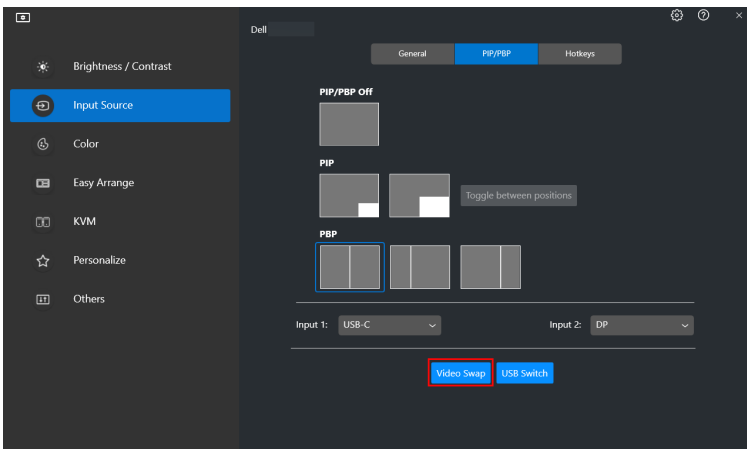 Dell
General PIP/PBP Hotkeys
Brightness / Contrast
Input Source
Color
Easy Arrange
KVM
Personalize
Others
PIP/PBP Off
PIP
Toggle between positions
PBP
Input 1: USB-C Input 2: DP
Video Swap USB Switch